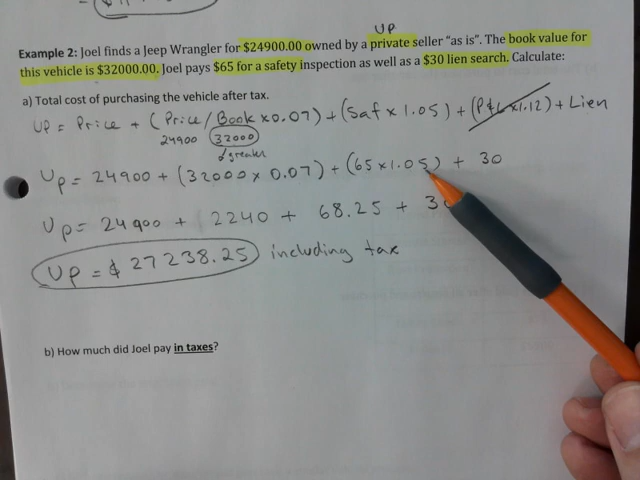 UP
Example 2: Joel finds a Jeep Wrangler for $24900.00 owned by a private seller “as is”. The book value for
this vehicle is $32000.00. Joel pays $65 for a safety inspection as well as a $30 lien search. Calculate:
a) Total cost of purchasing the vehicle after tax.
UP = Price + (Price/Book x 0.07) + (Saf x 1.05) + (P&L x 1.12) + Lien
24900 32000
greater
Up = 24900 + (32000 x 0.07) + (65 x 1.05) + 30
Up = 24900 + 2240 + 68.25 + 30
Up = $27238.25 including tax
b) How much did Joel pay in taxes?